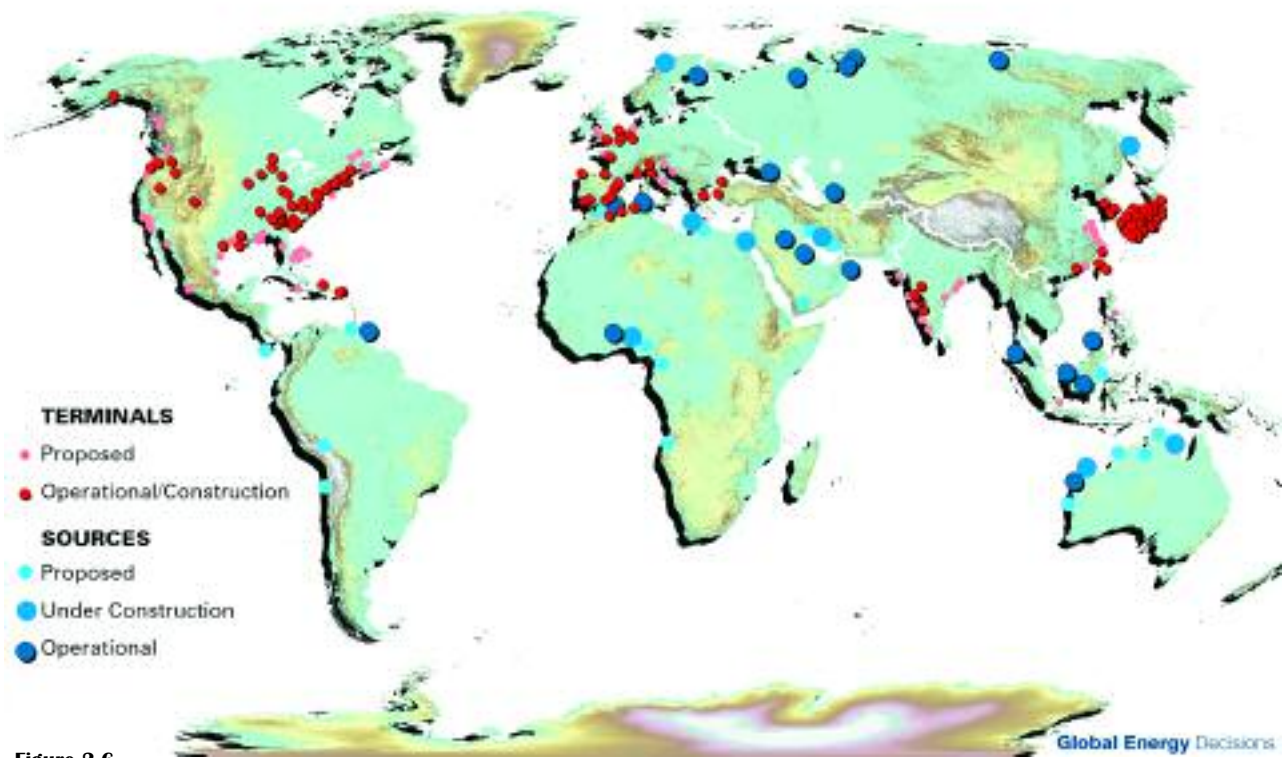 TERMINALS
Proposed
Operational/Construction
SOURCES
Proposed
Under Construction
Operational
Global Energy Decisions